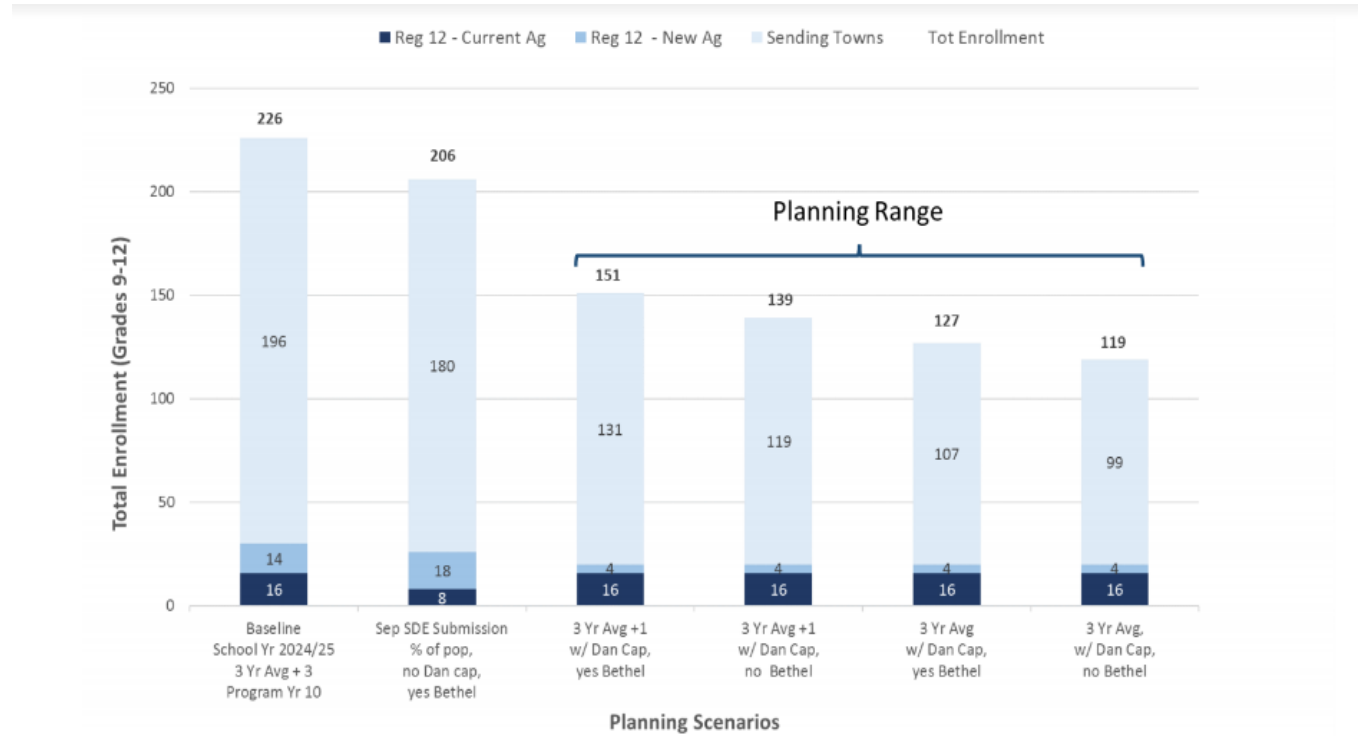 Reg 12 - Current Ag Reg 12 - New Ag Sending Towns Tot Enrollment
250
226
206
200
Planning Range
151
150
139
127
119
196
180
131
119
107
99
100
50
14
18
4
4
4
4
16
8
16
16
16
16
0
Total Enrollment (Grades 9-12)
Baseline
School Yr 2024/25
3 Yr Avg + 3
Program Yr 10
Sep SDE Submission
% of pop,
no Dan cap,
yes Bethel
3 Yr Avg +1
w/ Dan Cap,
yes Bethel
3 Yr Avg +1
w/ Dan Cap,
no Bethel
3 Yr Avg
w/ Dan Cap,
yes Bethel
3 Yr Avg,
w/ Dan Cap,
no Bethel
Planning Scenarios